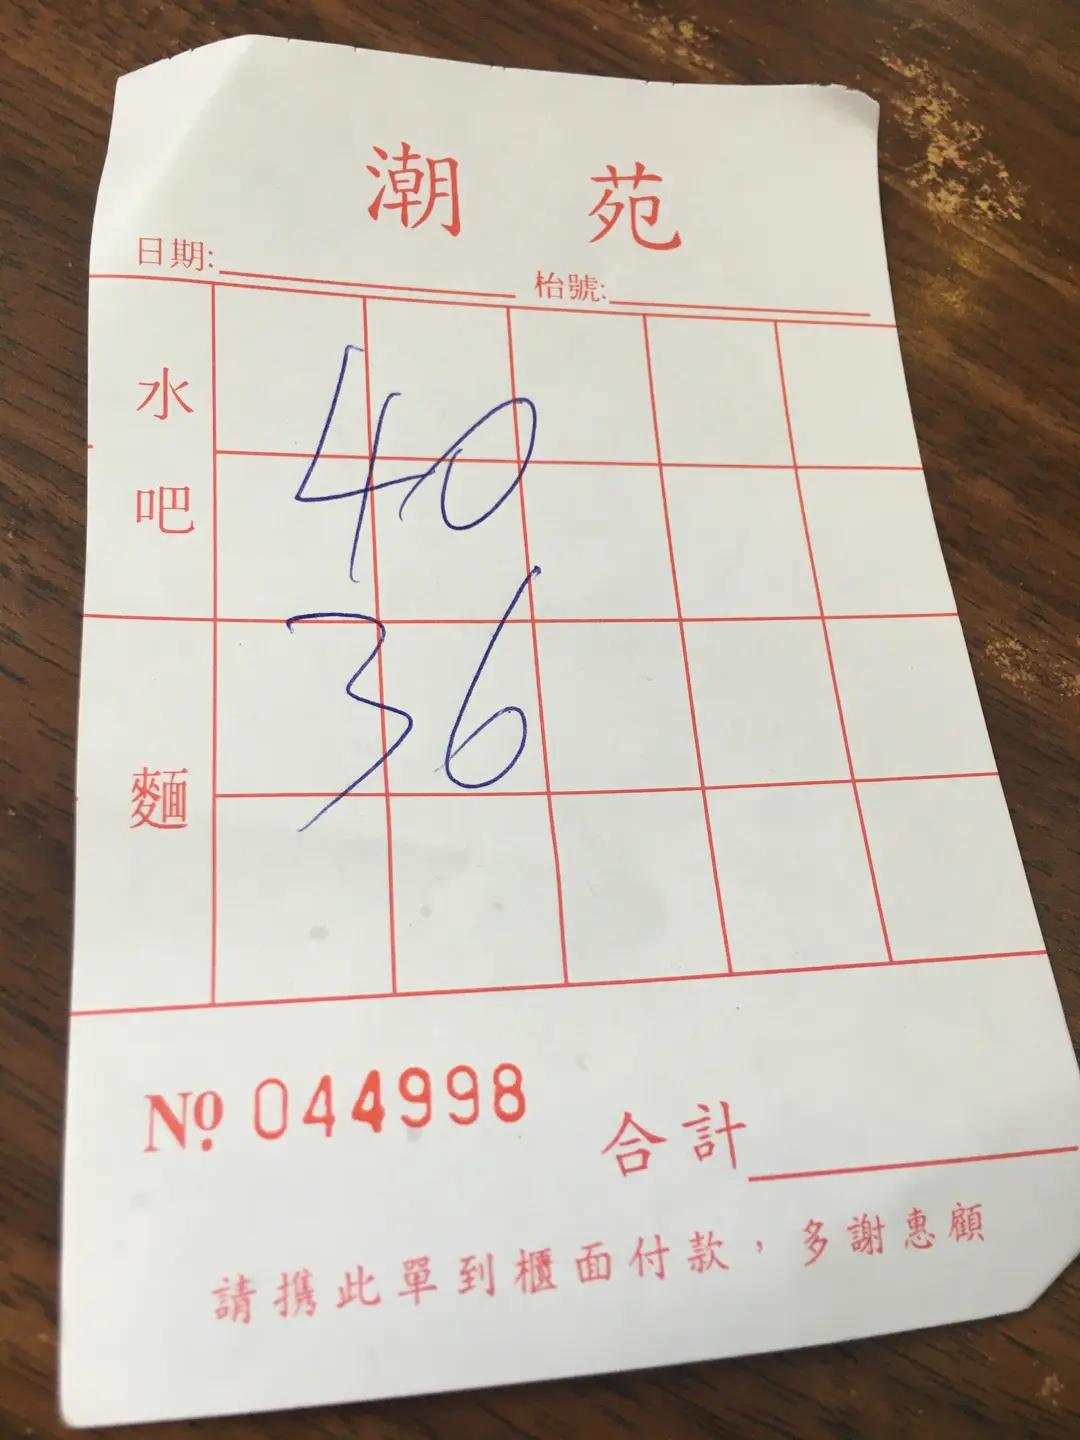 潮 苑
日期: 枱號:
水吧
40
36
麵
Nº 044998
合計
請携此單到櫃面付款，多謝惠顧